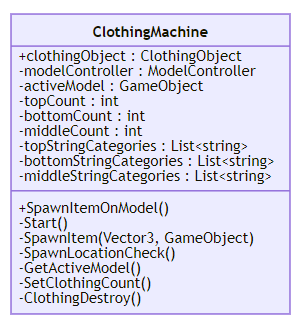 ClothingMachine
+clothingObject : ClothingObject
-modelController : ModelController
-activeModel : GameObject
-topCount : int
-bottomCount : int
-middleCount : int
-topStringCategories : List<string>
-bottomStringCategories : List<string>
-middleStringCategories : List<string>
+SpawnItemOnModel()
-Start()
-SpawnItem(Vector3, GameObject)
-SpawnLocationCheck()
-GetActiveModel()
-SetClothingCount()
-ClothingDestroy()